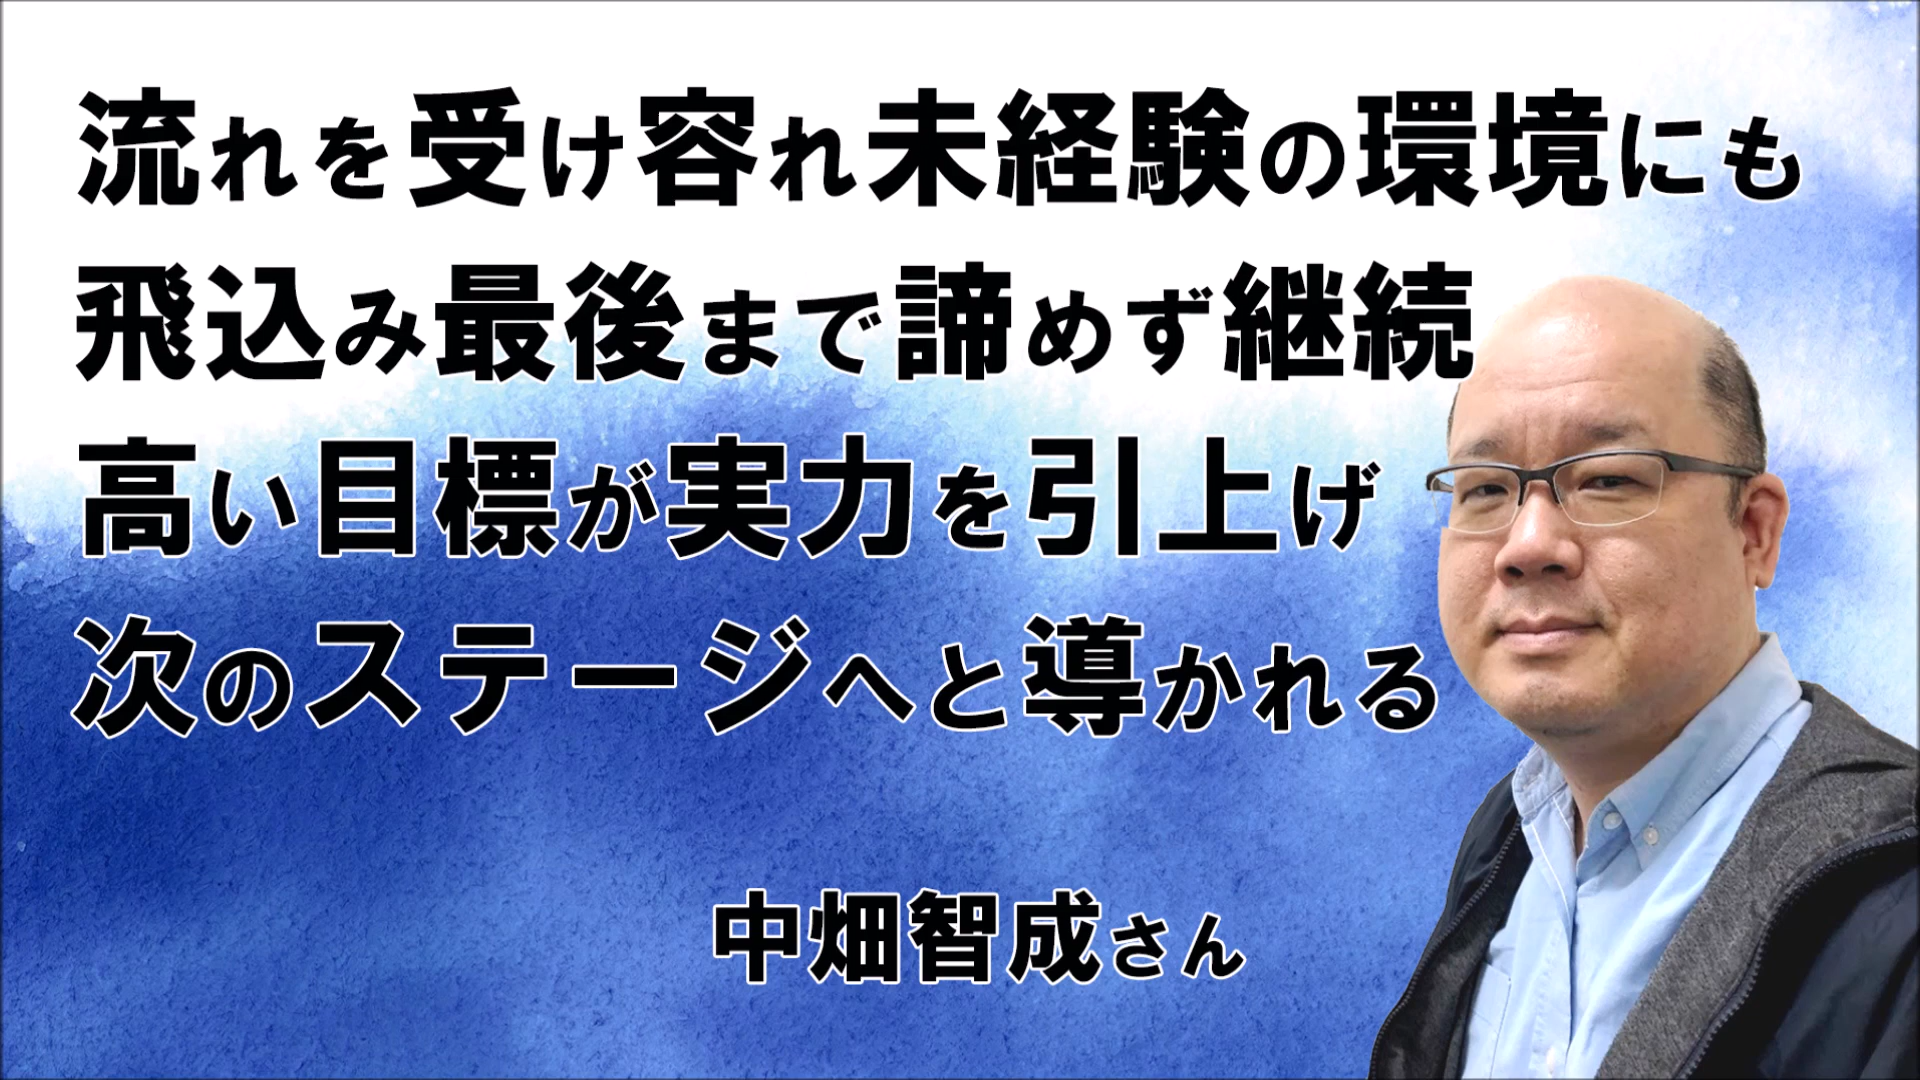 流れを受け容れ未経験の環境にも
飛込み最後まで諦めず継続
高い目標が実力を引上げ
次のステージへと導かれる
中畑智成さん